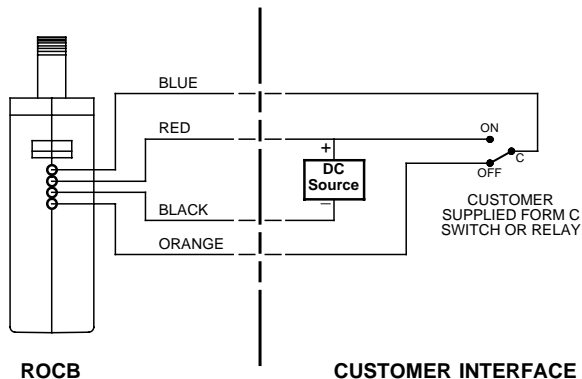 BLUE
RED
ON
+
DC
Source
C
OFF
–
BLACK
CUSTOMER
SUPPLIED FORM C
SWITCH OR RELAY
ORANGE
ROCB
CUSTOMER INTERFACE